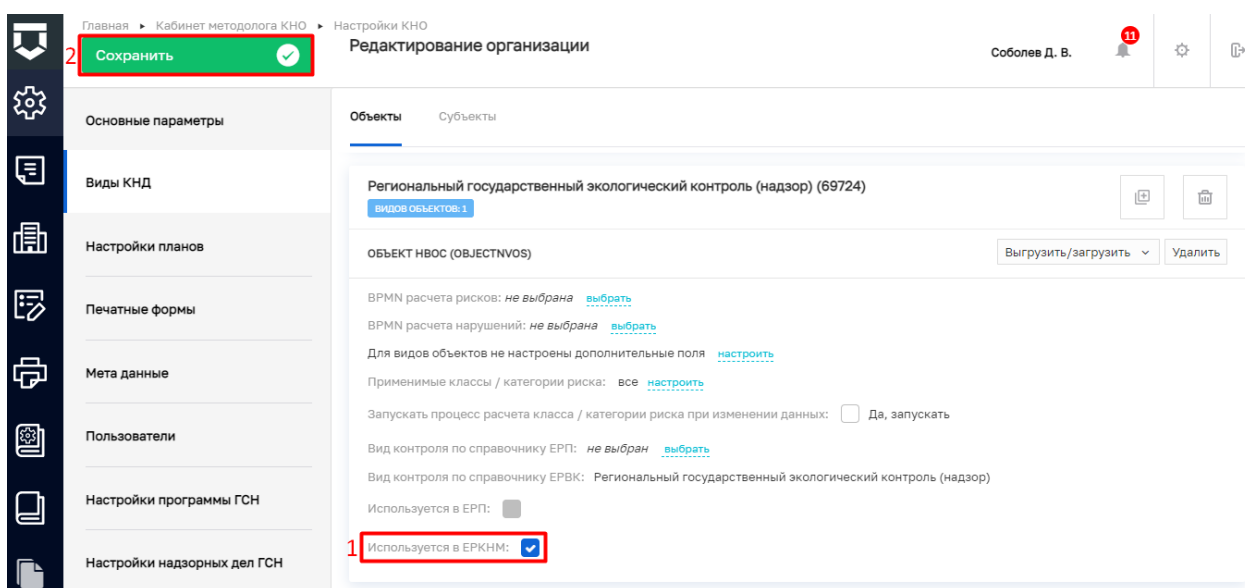 Главная ▸ Кабинет методолога КНО ▸ Настройки КНО
2 Сохранить
Редактирование организации
Соболев Д. В.
11
Основные параметры
Виды КНД
Настройки планов
Печатные формы
Мета данные
Пользователи
Настройки программы ГСН
Настройки надзорных дел ГСН
Объекты Субъекты
Региональный государственный экологический контроль (надзор) (69724)
ВИДОВ ОБЪЕКТОВ: 1
ОБЪЕКТ НВОС (OBJECTNVOS) Выгрузить/загрузить Удалить
BPMN расчета рисков: не выбрана выбрать
BPMN расчета нарушений: не выбрана выбрать
Для видов объектов не настроены дополнительные поля настроить
Применимые классы / категории риска: все настроить
Запускать процесс расчета класса / категории риска при изменении данных: Да, запускать
Вид контроля по справочнику ЕРП: не выбран выбрать
Вид контроля по справочнику ЕРВК: Региональный государственный экологический контроль (надзор)
Используется в ЕРП:
1 Используется в ЕРКНМ: